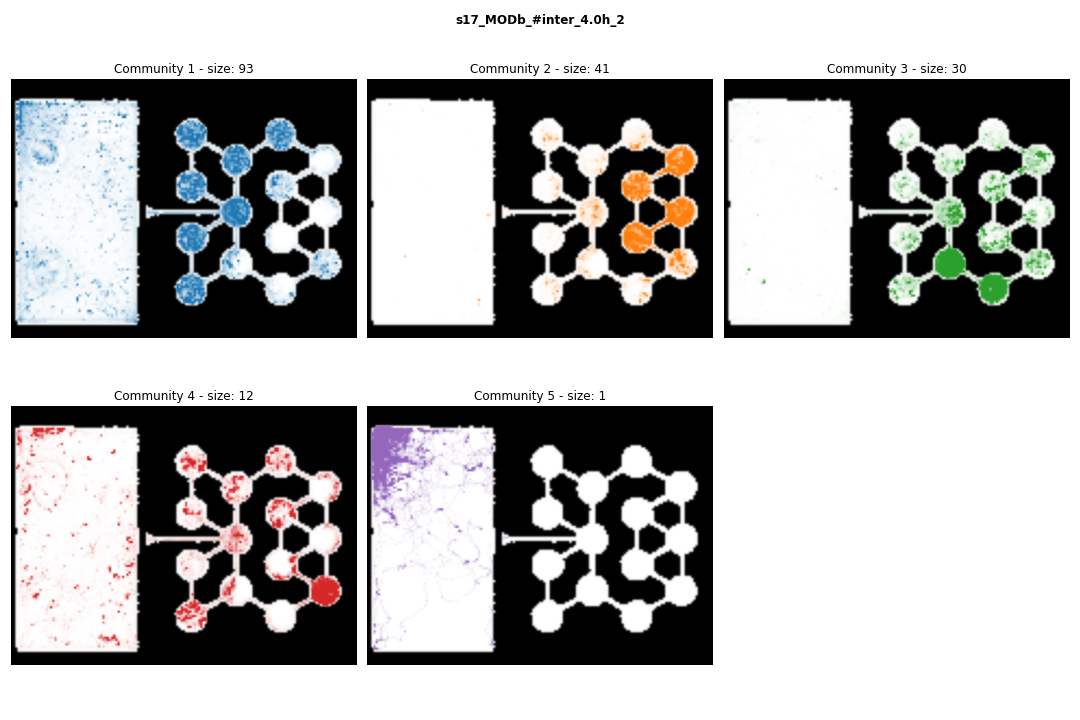 s17_MODb_#inter_4.0h_2
Community 1 - size: 93
Community 2 - size: 41
Community 3 - size: 30
Community 4 - size: 12
Community 5 - size: 1